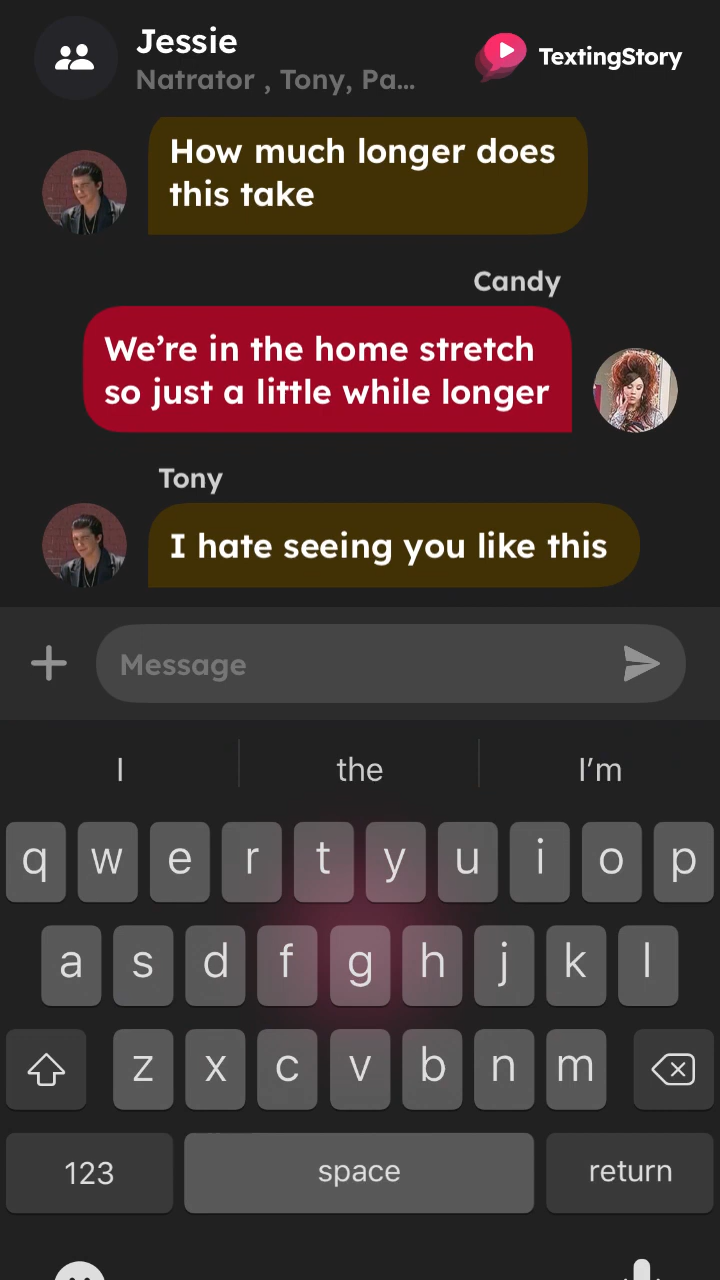 Jessie
TextingStory
Natrator , Tony, Pa...
How much longer does
this take
Candy
We’re in the home stretch
so just a little while longer
Tony
I hate seeing you like this
Message
I the I’m
q w e r t y u i o p
a s d f g h j k l
z x c v b n m
123 space return